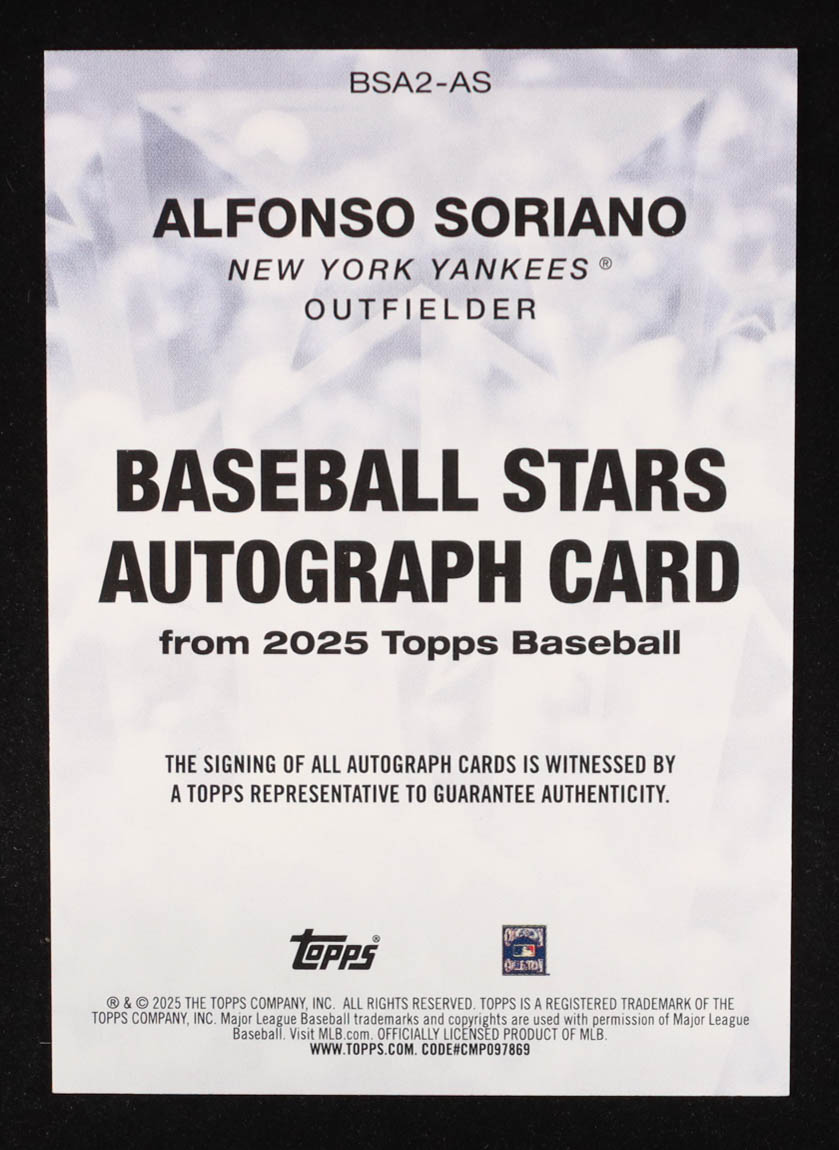 BSA2-AS
ALFONSO SORIANO
NEW YORK YANKEES ®
OUTFIELDER
BASEBALL STARS
AUTOGRAPH CARD
from 2025 Topps Baseball
THE SIGNING OF ALL AUTOGRAPH CARDS IS WITNESSED BY
A TOPPS REPRESENTATIVE TO GUARANTEE AUTHENTICITY.
Topps®
® & © 2025 THE TOPPS COMPANY, INC. ALL RIGHTS RESERVED. TOPPS IS A REGISTERED TRADEMARK OF THE
TOPPS COMPANY, INC. Major League Baseball trademarks and copyrights are used with permission of Major League
Baseball. Visit MLB.com. OFFICIALLY LICENSED PRODUCT OF MLB.
WWW.TOPPS.COM. CODE#CMP097869